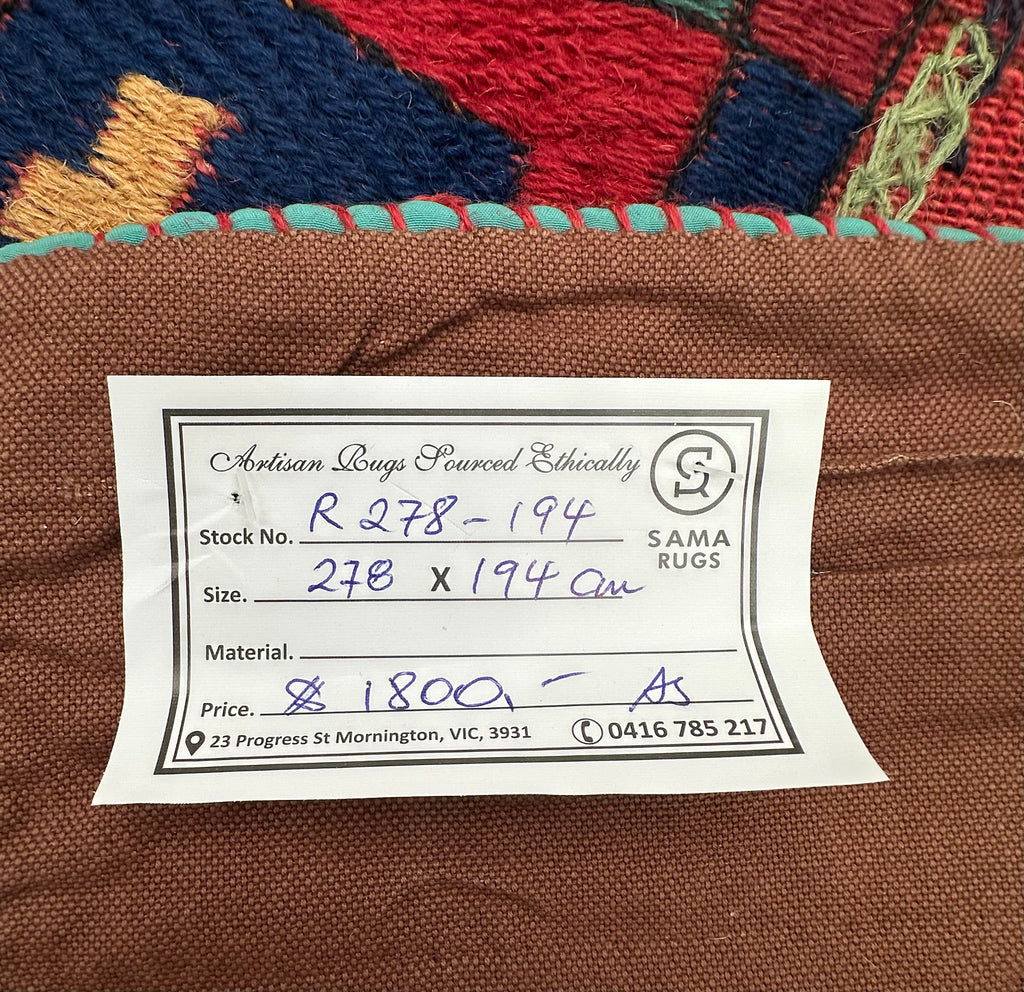 Artisan Rugs Sourced Ethically
S
SAMA
RUGS
Stock No. R 278 - 194
Size. 278 X 194 cm
Material.
Price. $ 1800,- As
23 Progress St Mornington, VIC, 3931
0416 785 217